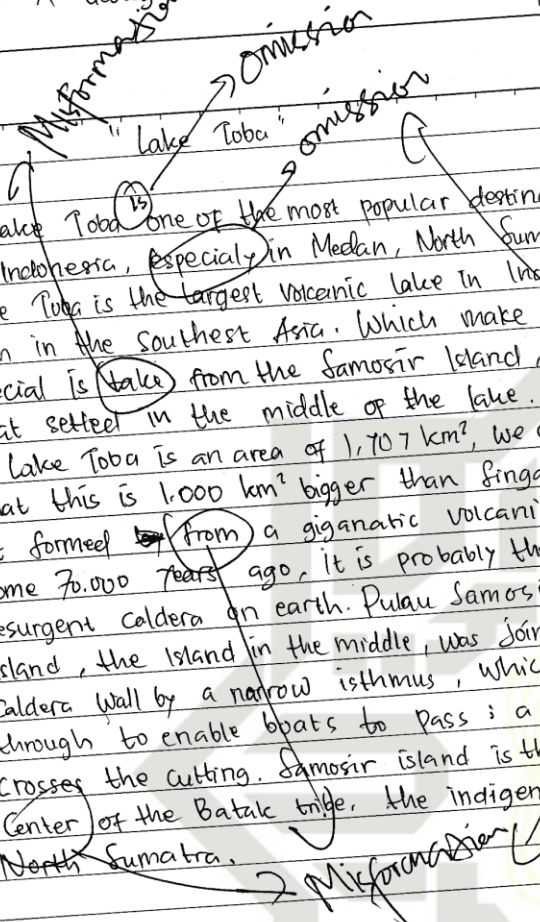 Misformatio
Omission
omission
"Lake Toba"
ake Toba is one of the most popular destin
Indonesia, especialy in Medan, North Sum
e Toba is the largest volcanic lake in Ind
n in the Southest Asia. Which make
ecial is take from the Samosir Island,
at setteel in the middle of the lake.
Lake Toba is an area of 1,707 km², we
at this is 1.000 km² bigger than Singa
formed from a giganatic volcani
ome 70.000 Years ago, it is probably th
esurgent caldera on earth. Pulau Samosi
sland, the Island in the middle, was join
Caldera Wall by a narrow isthmus, whic
through to enable boats to pass : a
crosses the cutting. Samosir island is th
Center of the Batak tribe, the indigen
North Sumatra.
Misformation